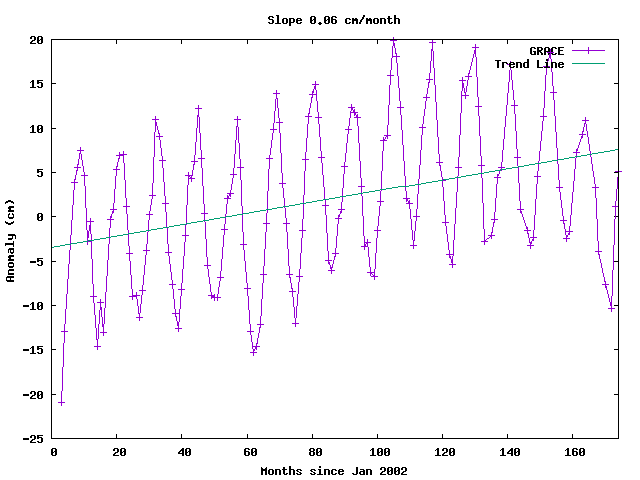 Slope 0.06 cm/month
GRACE
Trend Line
Anomaly (cm)
20
15
10
5
0
-5
-10
-15
-20
-25
0 20 40 60 80 100 120 140 160
Months since Jan 2002